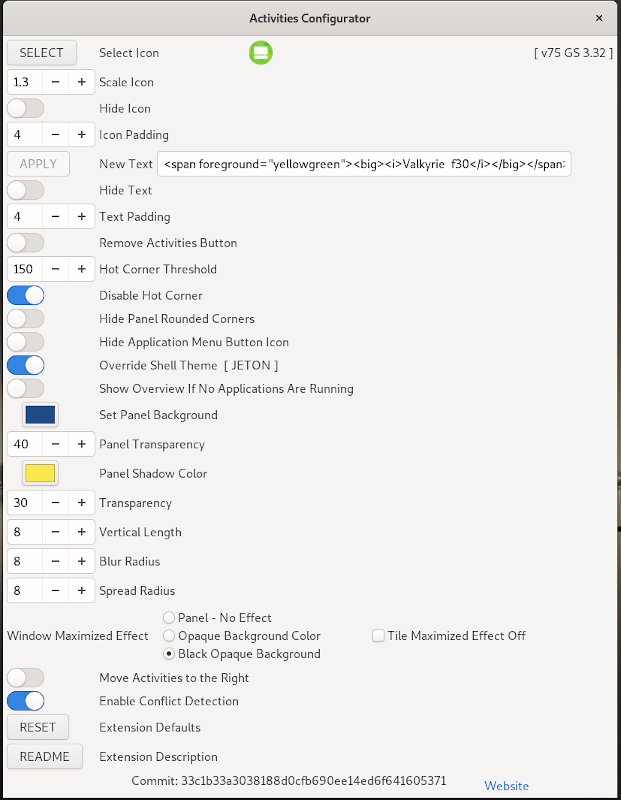 Activities Configurator ×
SELECT Select Icon [ v75 GS 3.32 ]
1.3 − + Scale Icon
Hide Icon
4 − + Icon Padding
APPLY New Text <span foreground="yellowgreen"><big><i>Valkyrie f30</i></big></span>
Hide Text
4 − + Text Padding
Remove Activities Button
150 − + Hot Corner Threshold
Disable Hot Corner
Hide Panel Rounded Corners
Hide Application Menu Button Icon
Override Shell Theme [ JETON ]
Show Overview If No Applications Are Running
Set Panel Background
40 − + Panel Transparency
Panel Shadow Color
30 − + Transparency
8 − + Vertical Length
8 − + Blur Radius
8 − + Spread Radius
Panel - No Effect
Window Maximized Effect Opaque Background Color Tile Maximized Effect Off
Black Opaque Background
Move Activities to the Right
Enable Conflict Detection
RESET Extension Defaults
README Extension Description
Commit: 33c1b33a3038188d0cfb690ee14ed6f641605371 Website